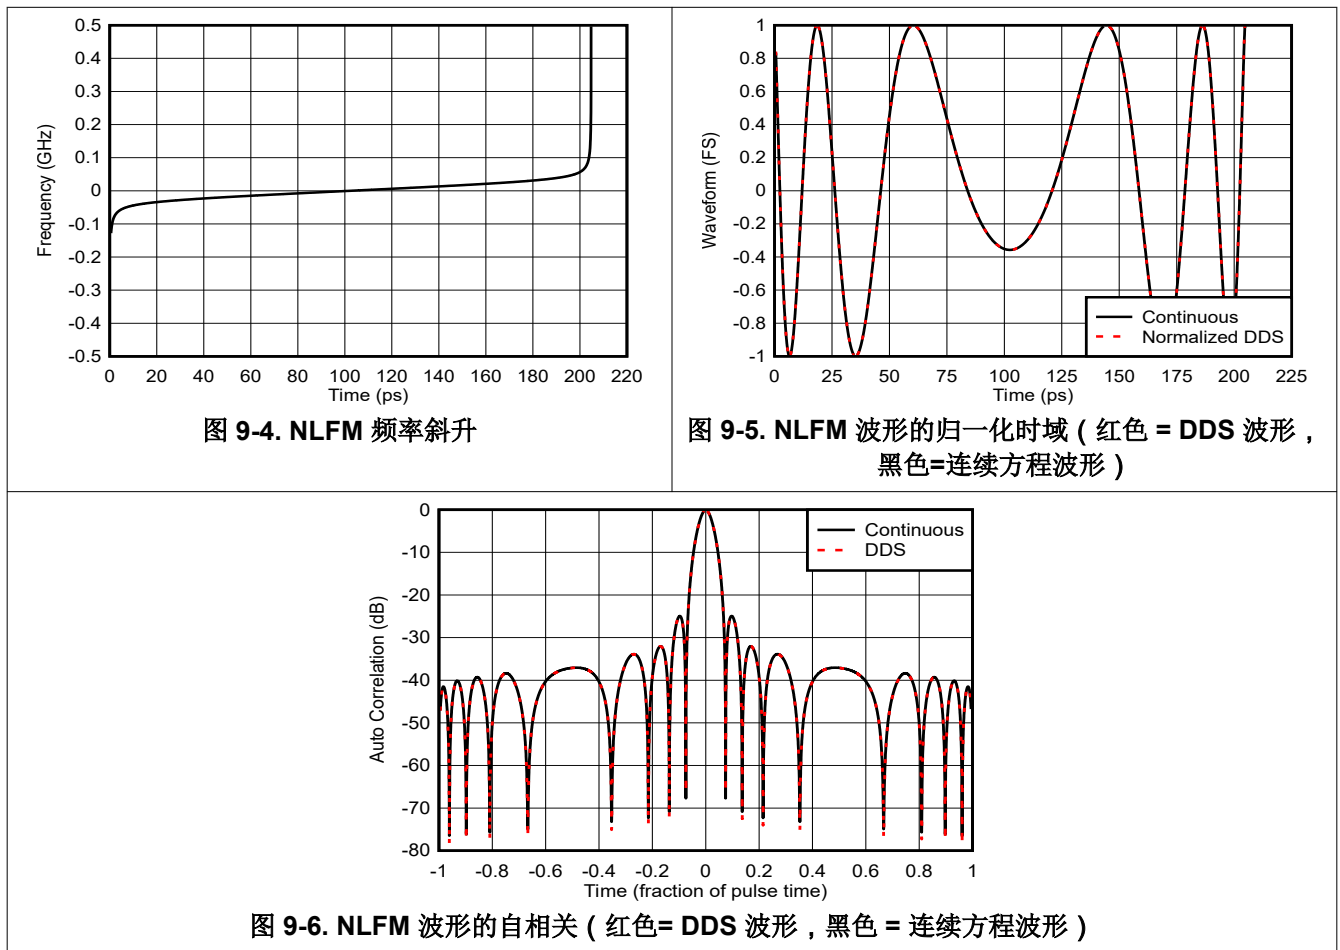 0.5
0.4
0.3
0.2
0.1
0
-0.1
-0.2
-0.3
-0.4
-0.5
Frequency (GHz)
0 20 40 60 80 100 120 140 160 180 200 220
Time (ps)
图 9-4. NLFM 频率斜升
1
0.8
0.6
0.4
0.2
0
-0.2
-0.4
-0.6
-0.8
-1
Waveform (FS)
Continuous
Normalized DDS
0 25 50 75 100 125 150 175 200 225
Time (ps)
图 9-5. NLFM 波形的归一化时域（红色 = DDS 波形，
黑色=连续方程波形）
0
-10
-20
-30
-40
-50
-60
-70
-80
Auto Correlation (dB)
Continuous
DDS
-1 -0.8 -0.6 -0.4 -0.2 0 0.2 0.4 0.6 0.8 1
Time (fraction of pulse time)
图 9-6. NLFM 波形的自相关（红色= DDS 波形，黑色 = 连续方程波形）